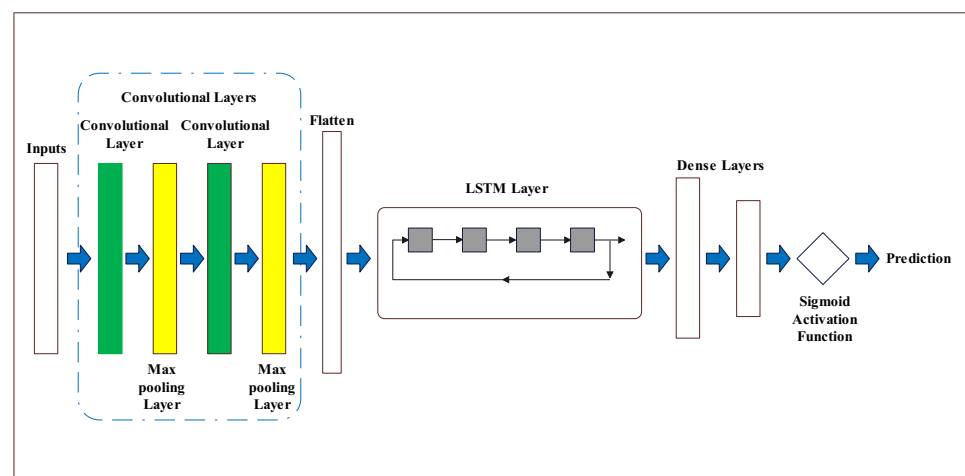 Convolutional Layers
Inputs
Convolutional
Layer
Convolutional
Layer
Max
pooling
Layer
Max
pooling
Layer
Flatten
LSTM Layer
Dense Layers
Sigmoid
Activation
Function
Prediction